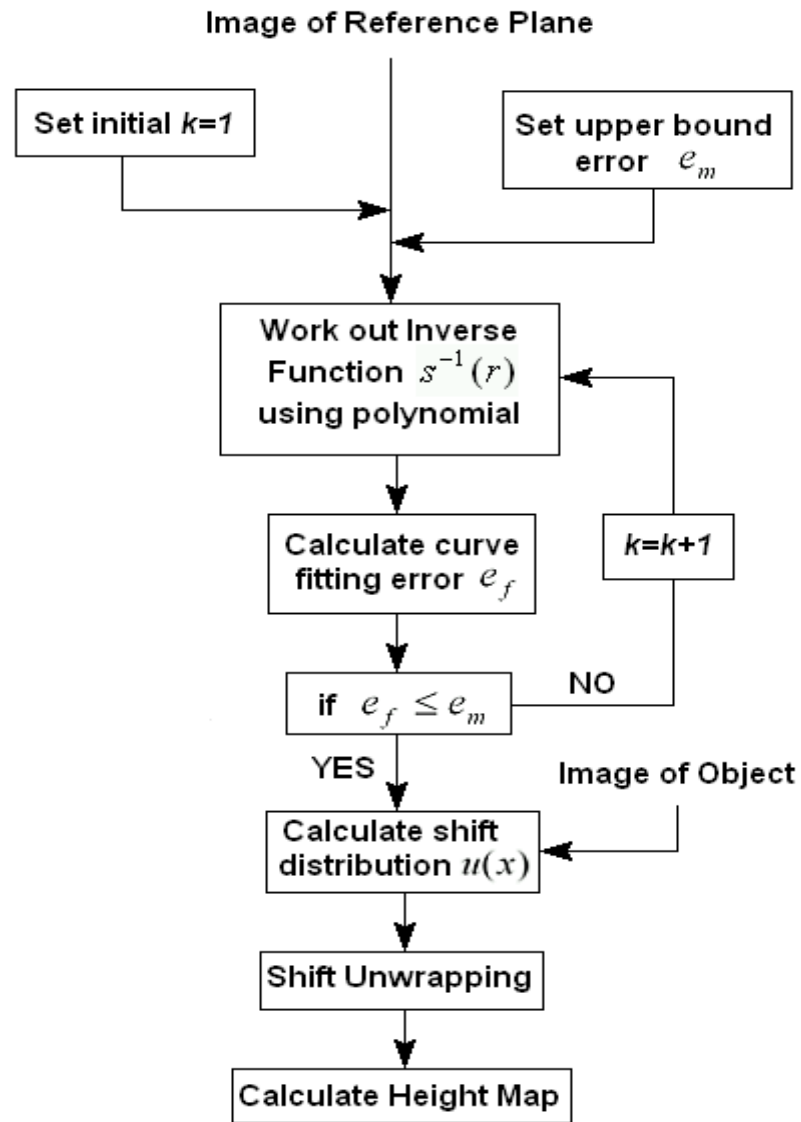 Image of Reference Plane
Set initial k=1
Set upper bound
error e_m
Work out Inverse
Function s⁻¹(r)
using polynomial
Calculate curve
fitting error e_f
k=k+1
if e_f ≤ e_m
NO
YES
Image of Object
Calculate shift
distribution u(x)
Shift Unwrapping
Calculate Height Map